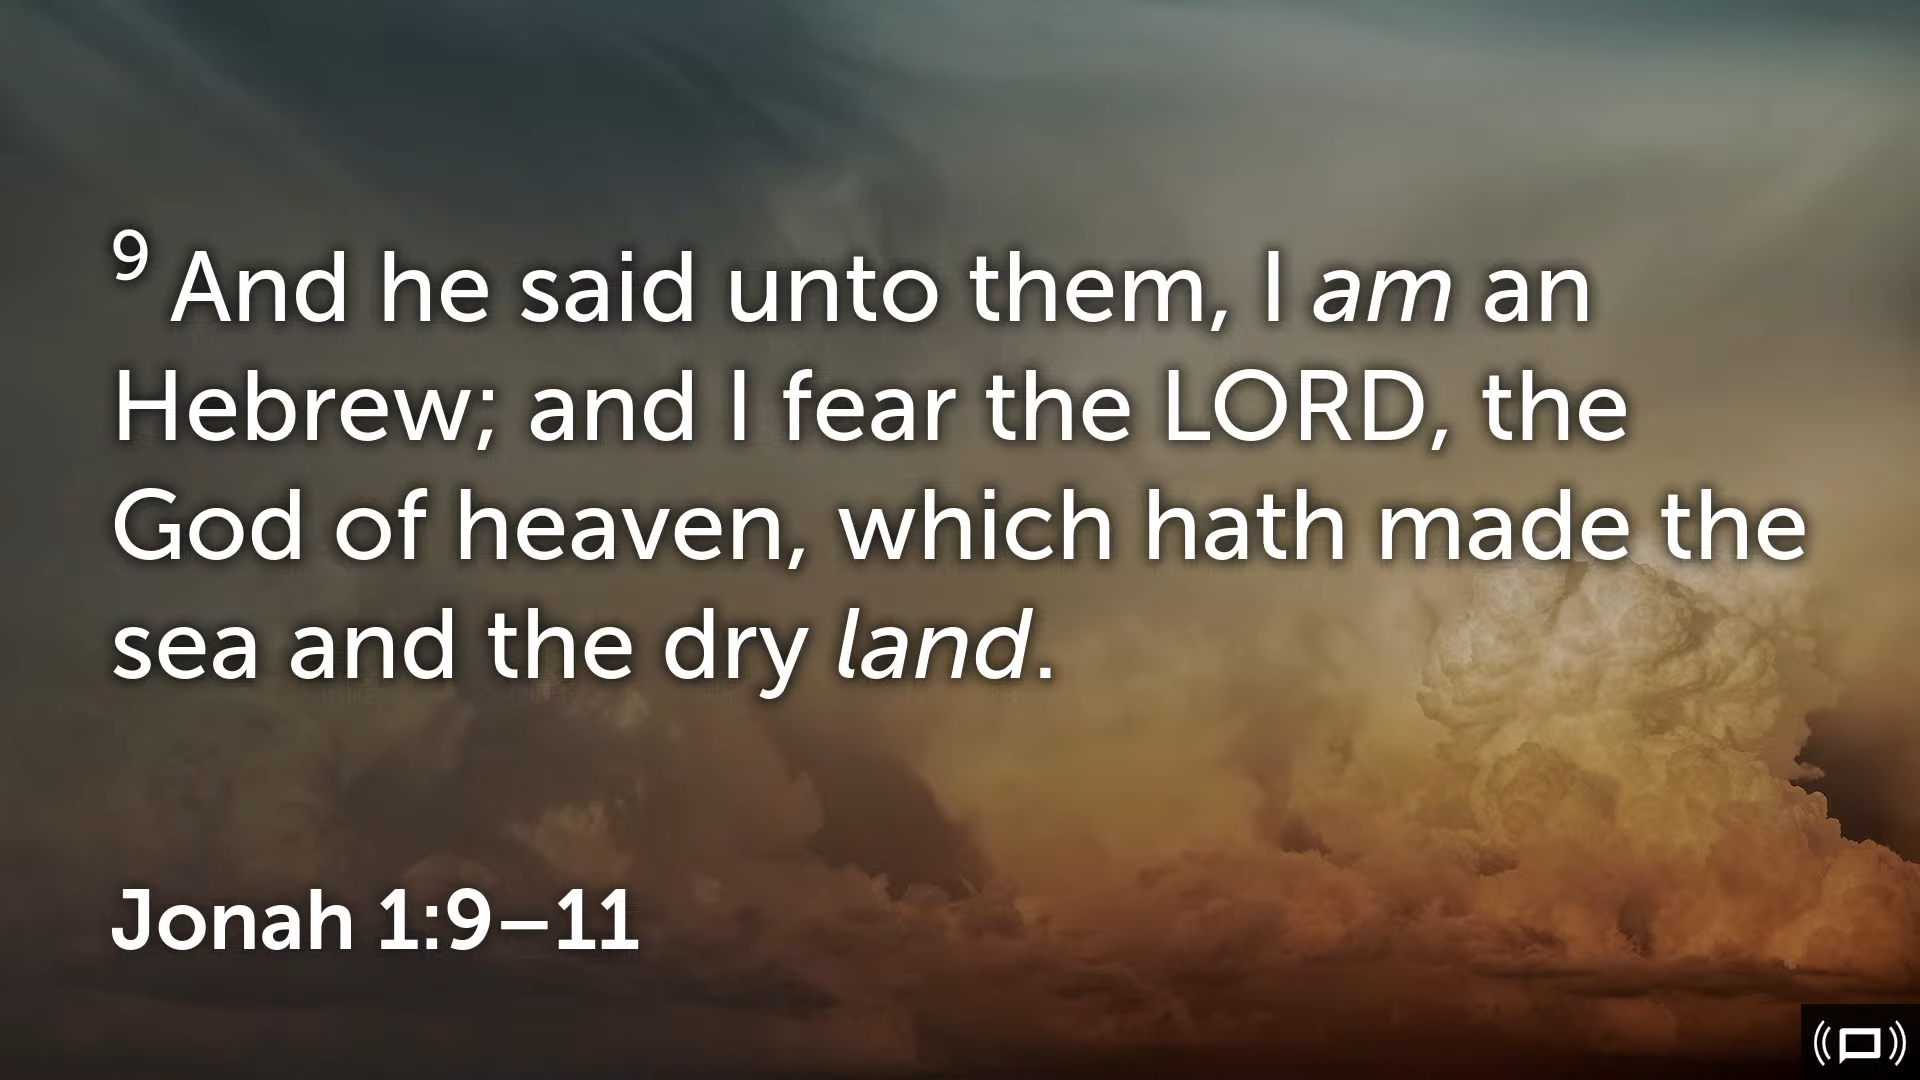 9 And he said unto them, I am an
Hebrew; and I fear the LORD, the
God of heaven, which hath made the
sea and the dry land.
Jonah 1:9–11